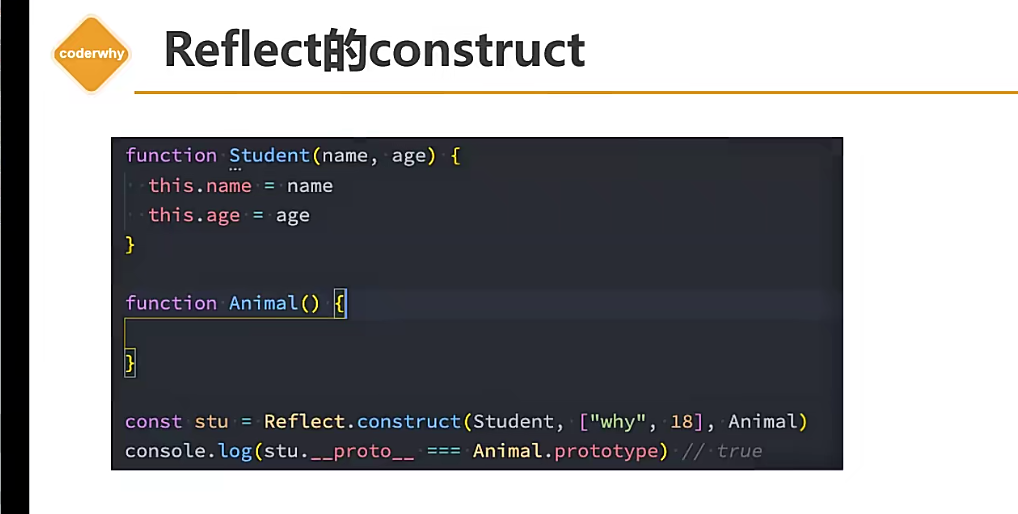 coderwhy
Reflect的construct
function Student(name, age) {
  this.name = name
  this.age = age
}
function Animal() {
}
const stu = Reflect.construct(Student, ["why", 18], Animal)
console.log(stu.__proto__ === Animal.prototype) // true